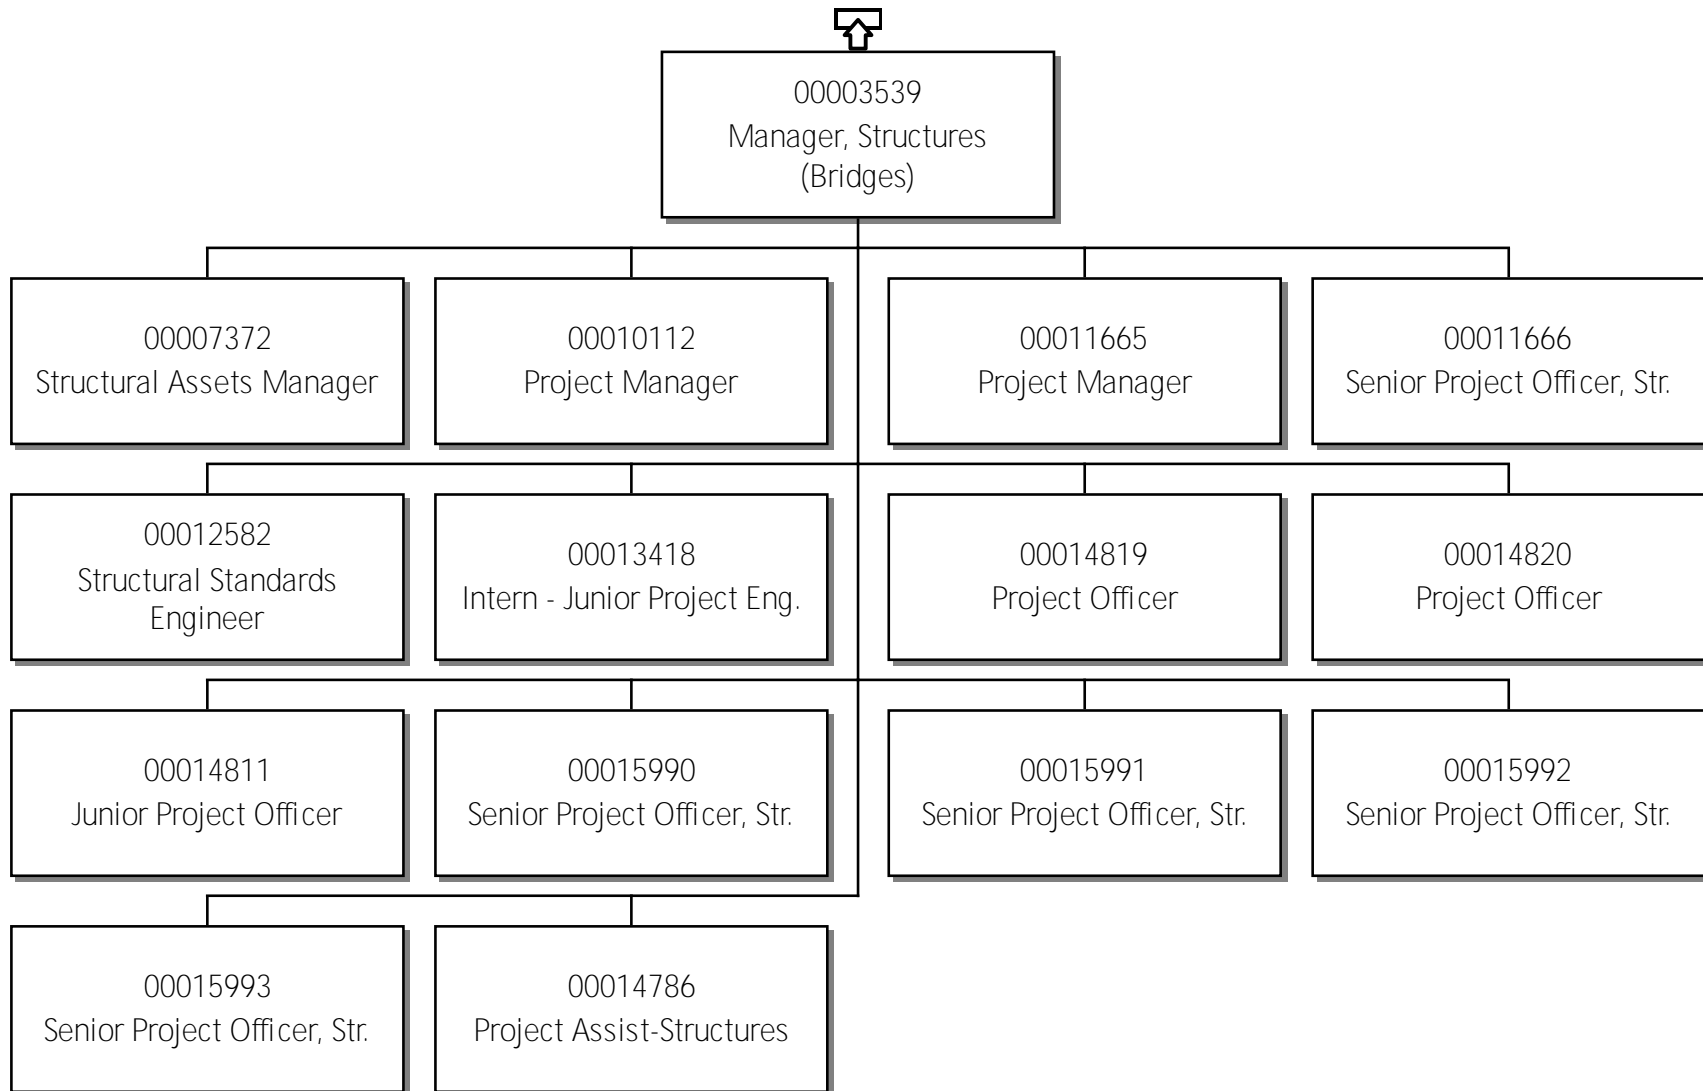 00003539
Manager, Structures
(Bridges)
00007372
Structural Assets Manager
00010112
Project Manager
00011665
Project Manager
00011666
Senior Project Officer, Str.
00012582
Structural Standards
Engineer
00013418
Intern - Junior Project Eng.
00014819
Project Officer
00014820
Project Officer
00014811
Junior Project Officer
00015990
Senior Project Officer, Str.
00015991
Senior Project Officer, Str.
00015992
Senior Project Officer, Str.
00015993
Senior Project Officer, Str.
00014786
Project Assist-Structures